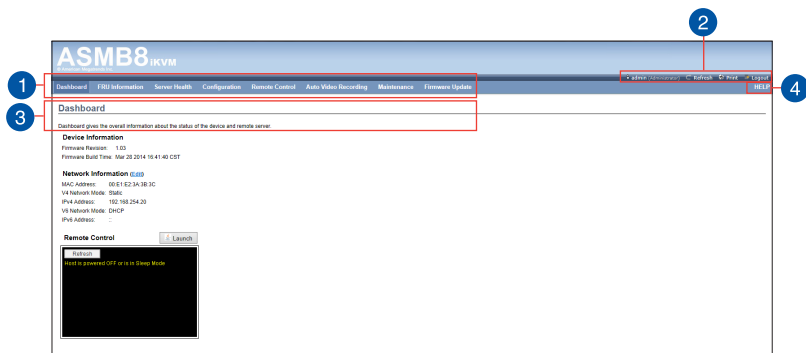 2
ASMB8 iKVM
© American Megatrends Inc.
• admin (Administrator) Refresh Print Logout
1
Dashboard FRU Information Server Health Configuration Remote Control Auto Video Recording Maintenance Firmware Update HELP
4
Dashboard
3
Dashboard gives the overall information about the status of the device and remote server.
Device Information
Firmware Revision: 1.03
Firmware Build Time: Mar 28 2014 16:41:40 CST
Network Information (Edit)
MAC Address: 00:E1:E2:3A:3B:3C
V4 Network Mode: Static
IPv4 Address: 192.168.254.20
V6 Network Mode: DHCP
IPv6 Address: ::
Remote Control Launch
Refresh
Host is powered OFF or is in Sleep Mode